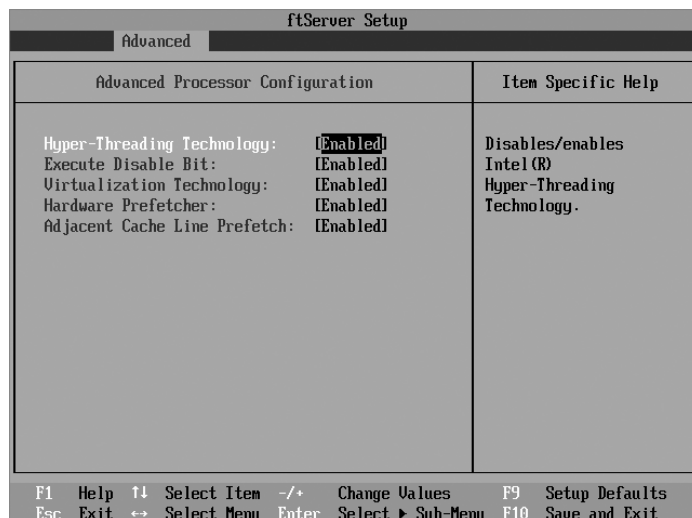 ftServer Setup
Advanced
Advanced Processor Configuration
Item Specific Help
Hyper-Threading Technology: [Enabled]
Execute Disable Bit: [Enabled]
Virtualization Technology: [Enabled]
Hardware Prefetcher: [Enabled]
Adjacent Cache Line Prefetch: [Enabled]
Disables/enables
Intel(R)
Hyper-Threading
Technology.
F1 Help ↑↓ Select Item -/+ Change Values F9 Setup Defaults
Esc Exit ↔ Select Menu Enter Select ▶ Sub-Menu F10 Save and Exit